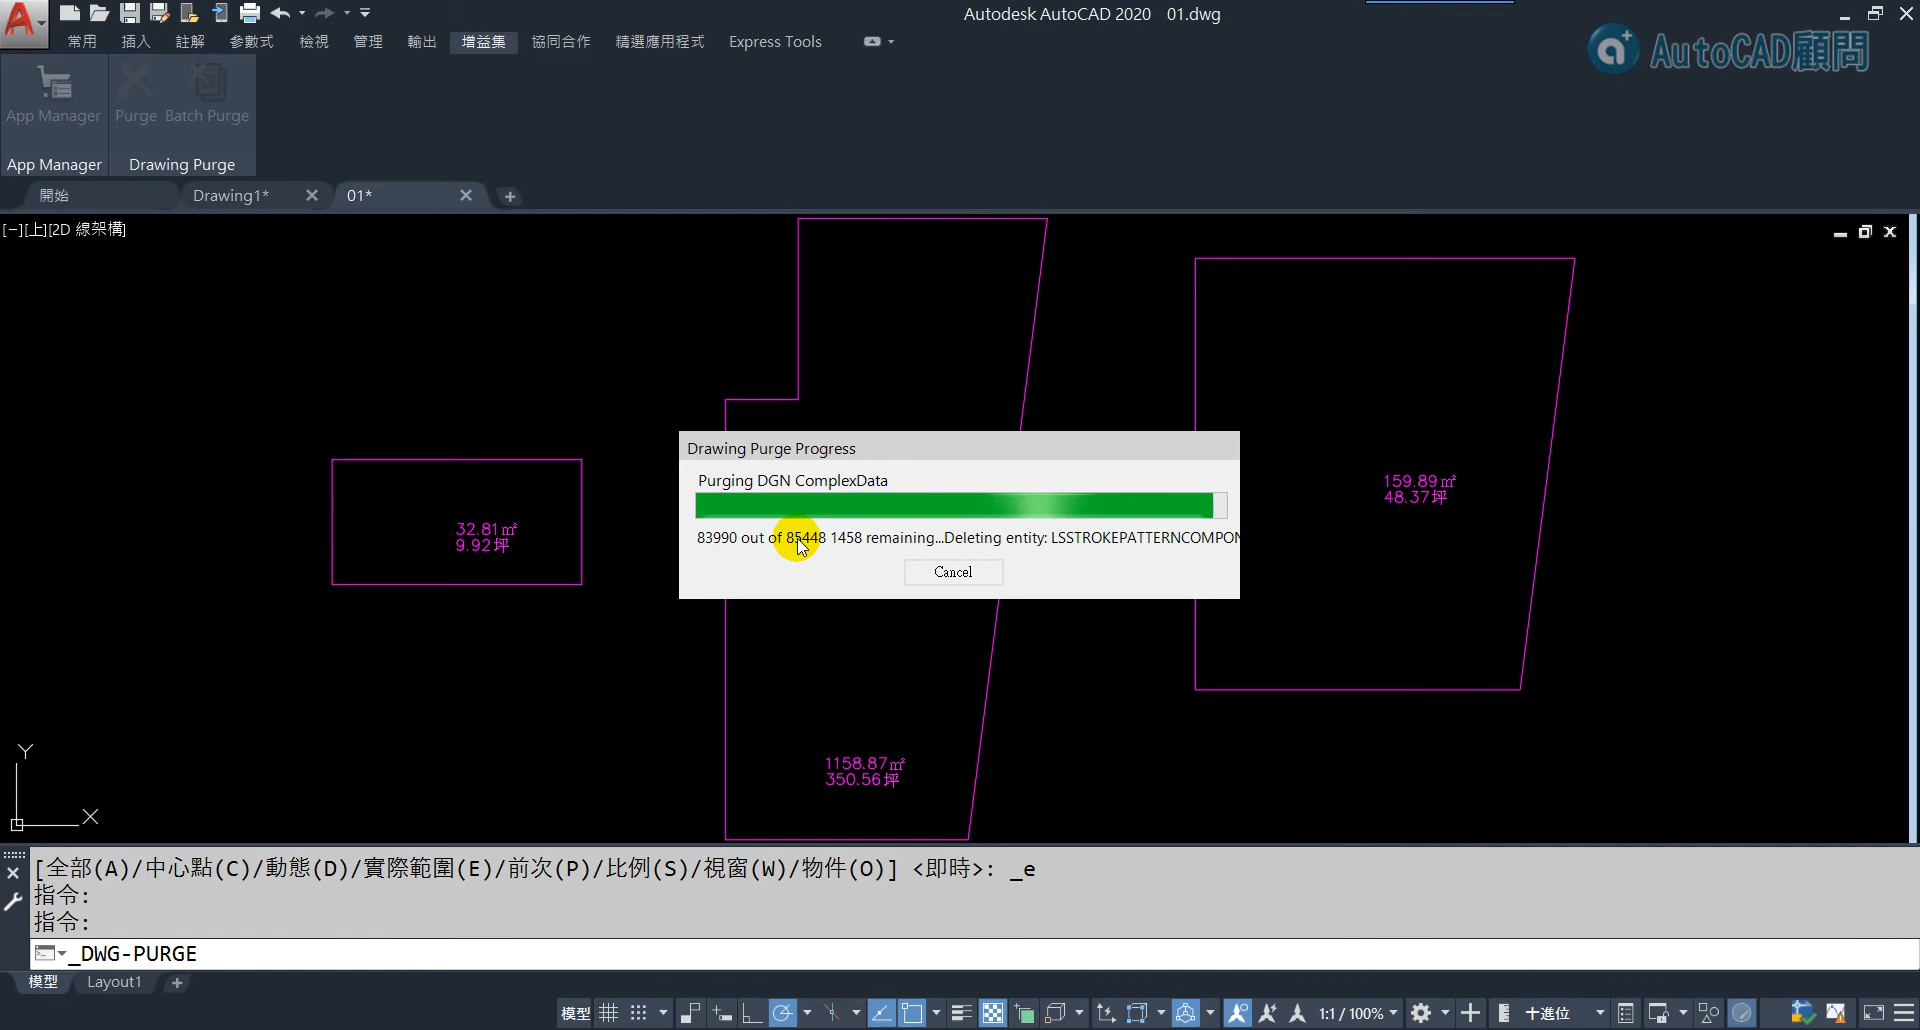 Autodesk AutoCAD 2020 01.dwg
常用 插入 註解 參數式 檢視 管理 輸出 增益集 協同合作 精選應用程式 Express Tools
a+ AutoCAD顧問
App Manager Purge Batch Purge
App Manager Drawing Purge
開始 Drawing1* 01*
[−][上][2D 線架構]
32.81㎡
9.92坪
159.89㎡
48.37坪
1158.87㎡
350.56坪
Drawing Purge Progress
Purging DGN ComplexData
83990 out of 85448 1458 remaining...Deleting entity: LSSTROKEPATTERNCOMPON
Cancel
Y
X
[全部(A)/中心點(C)/動態(D)/實際範圍(E)/前次(P)/比例(S)/視窗(W)/物件(O)] <即時>: _e
指令:
指令:
_DWG-PURGE
模型 Layout1
模型 1:1 / 100% 十進位